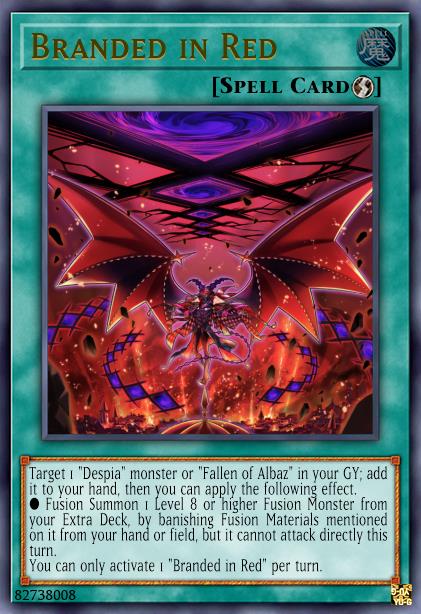 Branded in Red
魔
[Spell Card]
Target 1 "Despia" monster or "Fallen of Albaz" in your GY; add
it to your hand, then you can apply the following effect.
● Fusion Summon 1 Level 8 or higher Fusion Monster from
your Extra Deck, by banishing Fusion Materials mentioned
on it from your hand or field, but it cannot attack directly this
turn.
You can only activate 1 "Branded in Red" per turn.
82738008